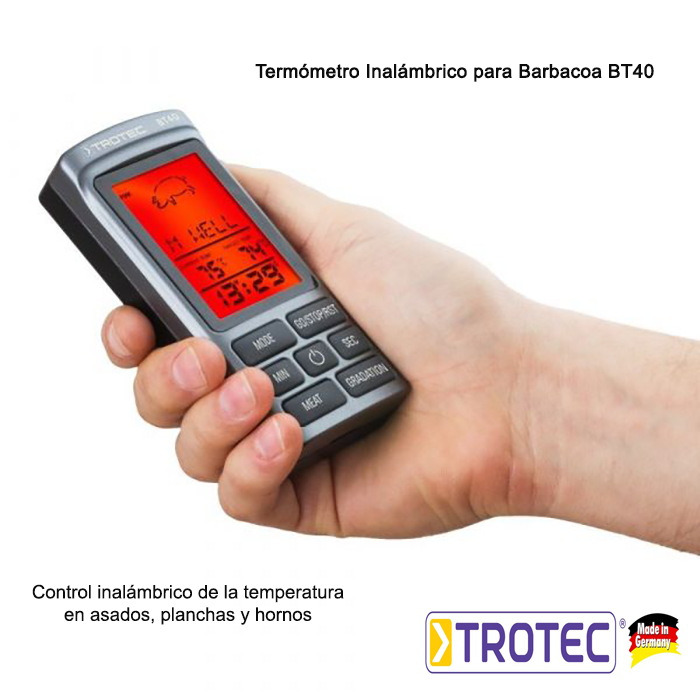 Termómetro Inalámbrico para Barbacoa BT40
TROTEC BT40
M WELL
75°C 74
13:29
MODE GO/STOP/RST
MIN SEC
MEAT GRADATION
Control inalámbrico de la temperatura
en asados, planchas y hornos
TROTEC®
Made in
Germany